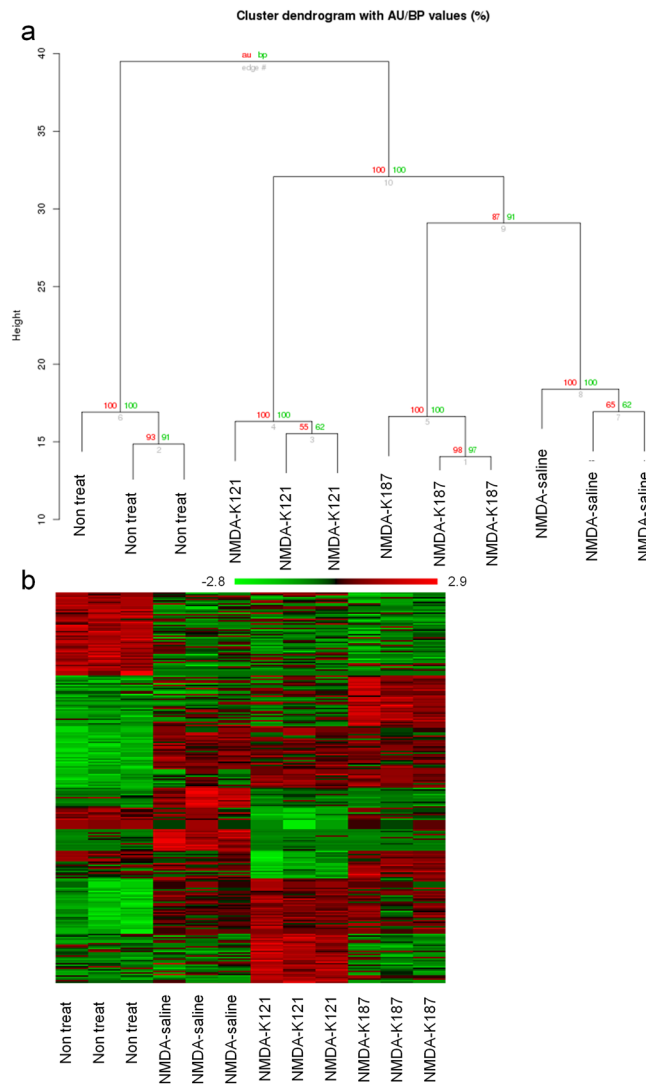 Cluster dendrogram with AU/BP values (%)
a
40
au bp
edge #
35
100 100
10
30
87 91
9
25
Height
20
100 100
8
100 100
6
100 100
4
100 100
5
65 62
7
15
93 91
2
55 62
3
98 97
1
10
Non treat
Non treat
Non treat
NMDA-K121
NMDA-K121
NMDA-K121
NMDA-K187
NMDA-K187
NMDA-K187
NMDA-saline
NMDA-saline
NMDA-saline
b
-2.8 2.9
Non treat
Non treat
Non treat
NMDA-saline
NMDA-saline
NMDA-saline
NMDA-K121
NMDA-K121
NMDA-K121
NMDA-K187
NMDA-K187
NMDA-K187